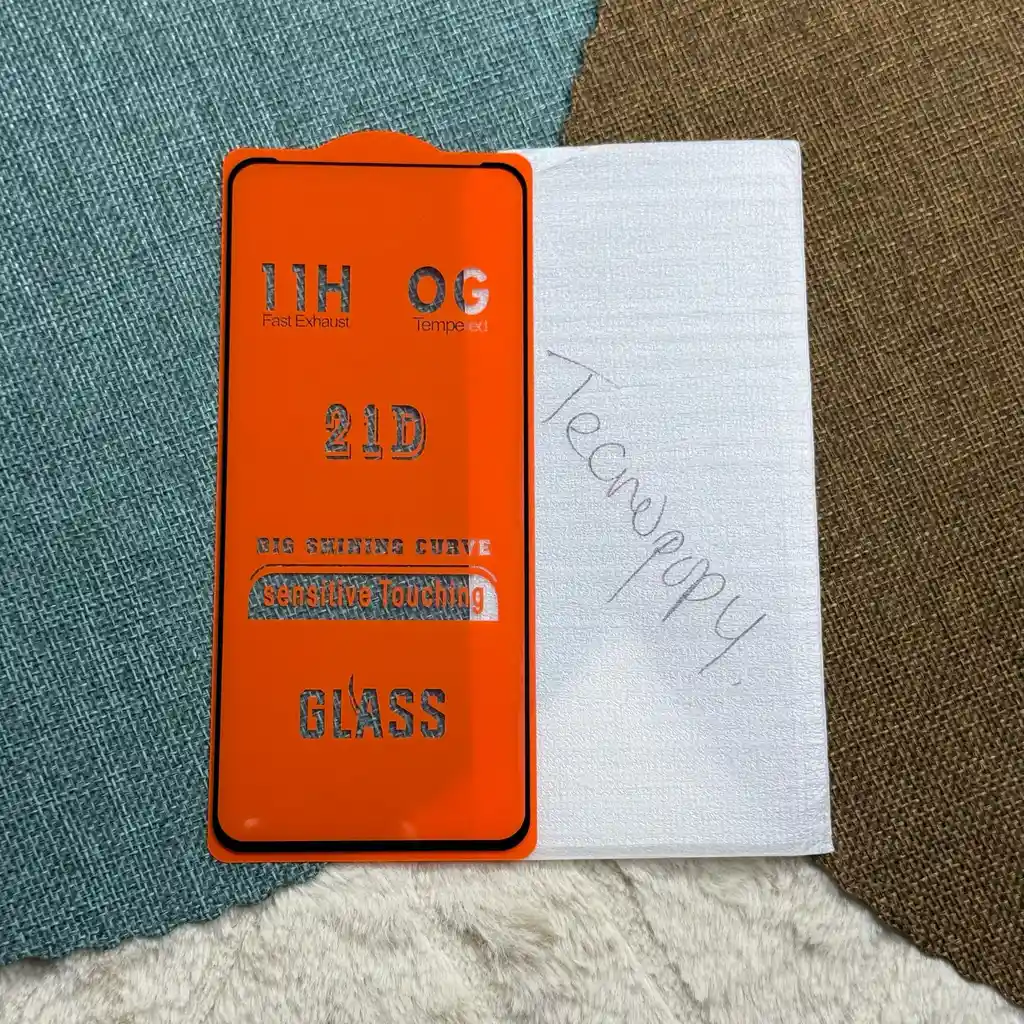 11H OG
Fast Exhaust Tempered
21D
BIG SHINING CURVE
sensitive Touching
GLASS
Tecnopopy